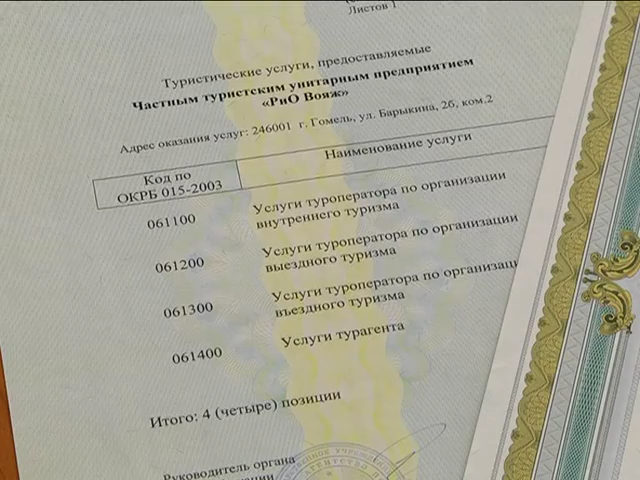 Листов 1
Туристические услуги, предоставляемые
Частным туристским унитарным предприятием
«РиО Вояж»
Адрес оказания услуг: 246001 г. Гомель, ул. Барыкина, 2б, ком.2
Код по
ОКРБ 015-2003
Наименование услуги
061100
Услуги туроператора по организации
внутреннего туризма
061200
Услуги туроператора по организации
выездного туризма
061300
Услуги туроператора по организаци
въездного туризма
061400
Услуги турагента
Итого: 4 (четыре) позиции
Руководитель органа